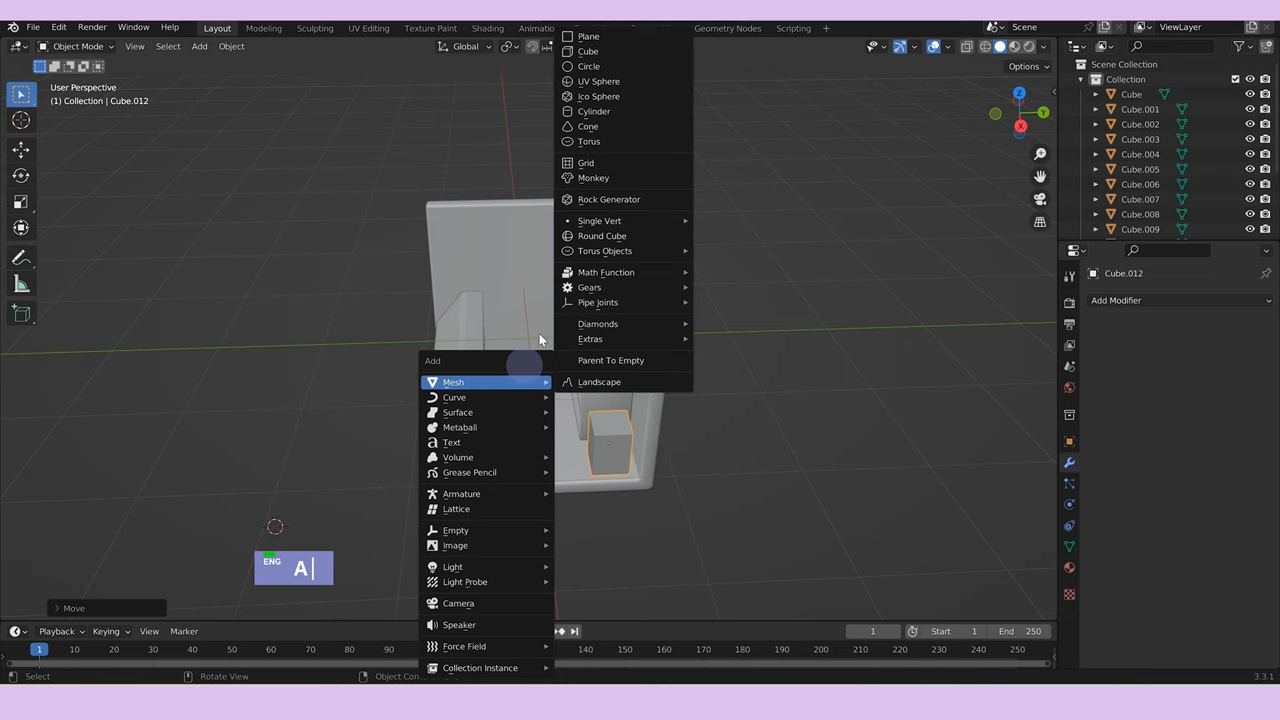 File Edit Render Window Help Layout Modeling Sculpting UV Editing Texture Paint Shading Geometry Nodes Scripting + Scene ViewLayer
Object Mode View Select Add Object Global
Options
User Perspective
(1) Collection | Cube.012
Z
Y
X
Scene Collection
Collection
Cube
Cube.001
Cube.002
Cube.003
Cube.004
Cube.005
Cube.006
Cube.007
Cube.008
Cube.009
Cube.012
Add Modifier
Plane
Cube
Circle
UV Sphere
Ico Sphere
Cylinder
Cone
Torus
Grid
Monkey
Rock Generator
Single Vert
Round Cube
Torus Objects
Math Function
Gears
Pipe Joints
Diamonds
Extras
Parent To Empty
Landscape
Add
Mesh
Curve
Surface
Metaball
Text
Volume
Grease Pencil
Armature
Lattice
Empty
Image
Light
Light Probe
Camera
Speaker
Force Field
Collection Instance
ENG A
Move
Playback Keying View Marker 1 Start 1 End 250
1 10 20 30 40 50 60 70 80 90 140 150 160 170 180 190 200 210 220 230 240 250
Select Rotate View 3.3.1